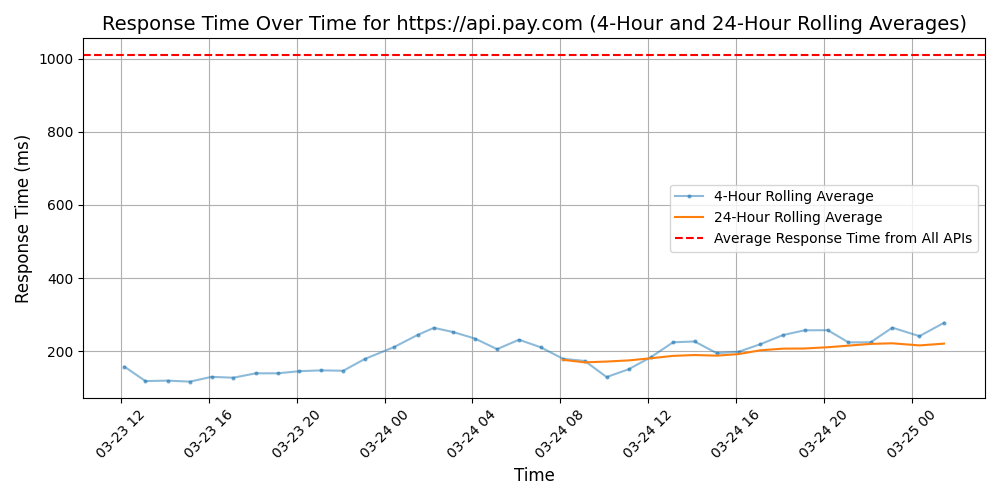 Response Time Over Time for https://api.pay.com (4-Hour and 24-Hour Rolling Averages)
Response Time (ms)
1000
800
600
400
200
4-Hour Rolling Average
24-Hour Rolling Average
Average Response Time from All APIs
03-23 12
03-23 16
03-23 20
03-24 00
03-24 04
03-24 08
03-24 12
03-24 16
03-24 20
03-25 00
Time